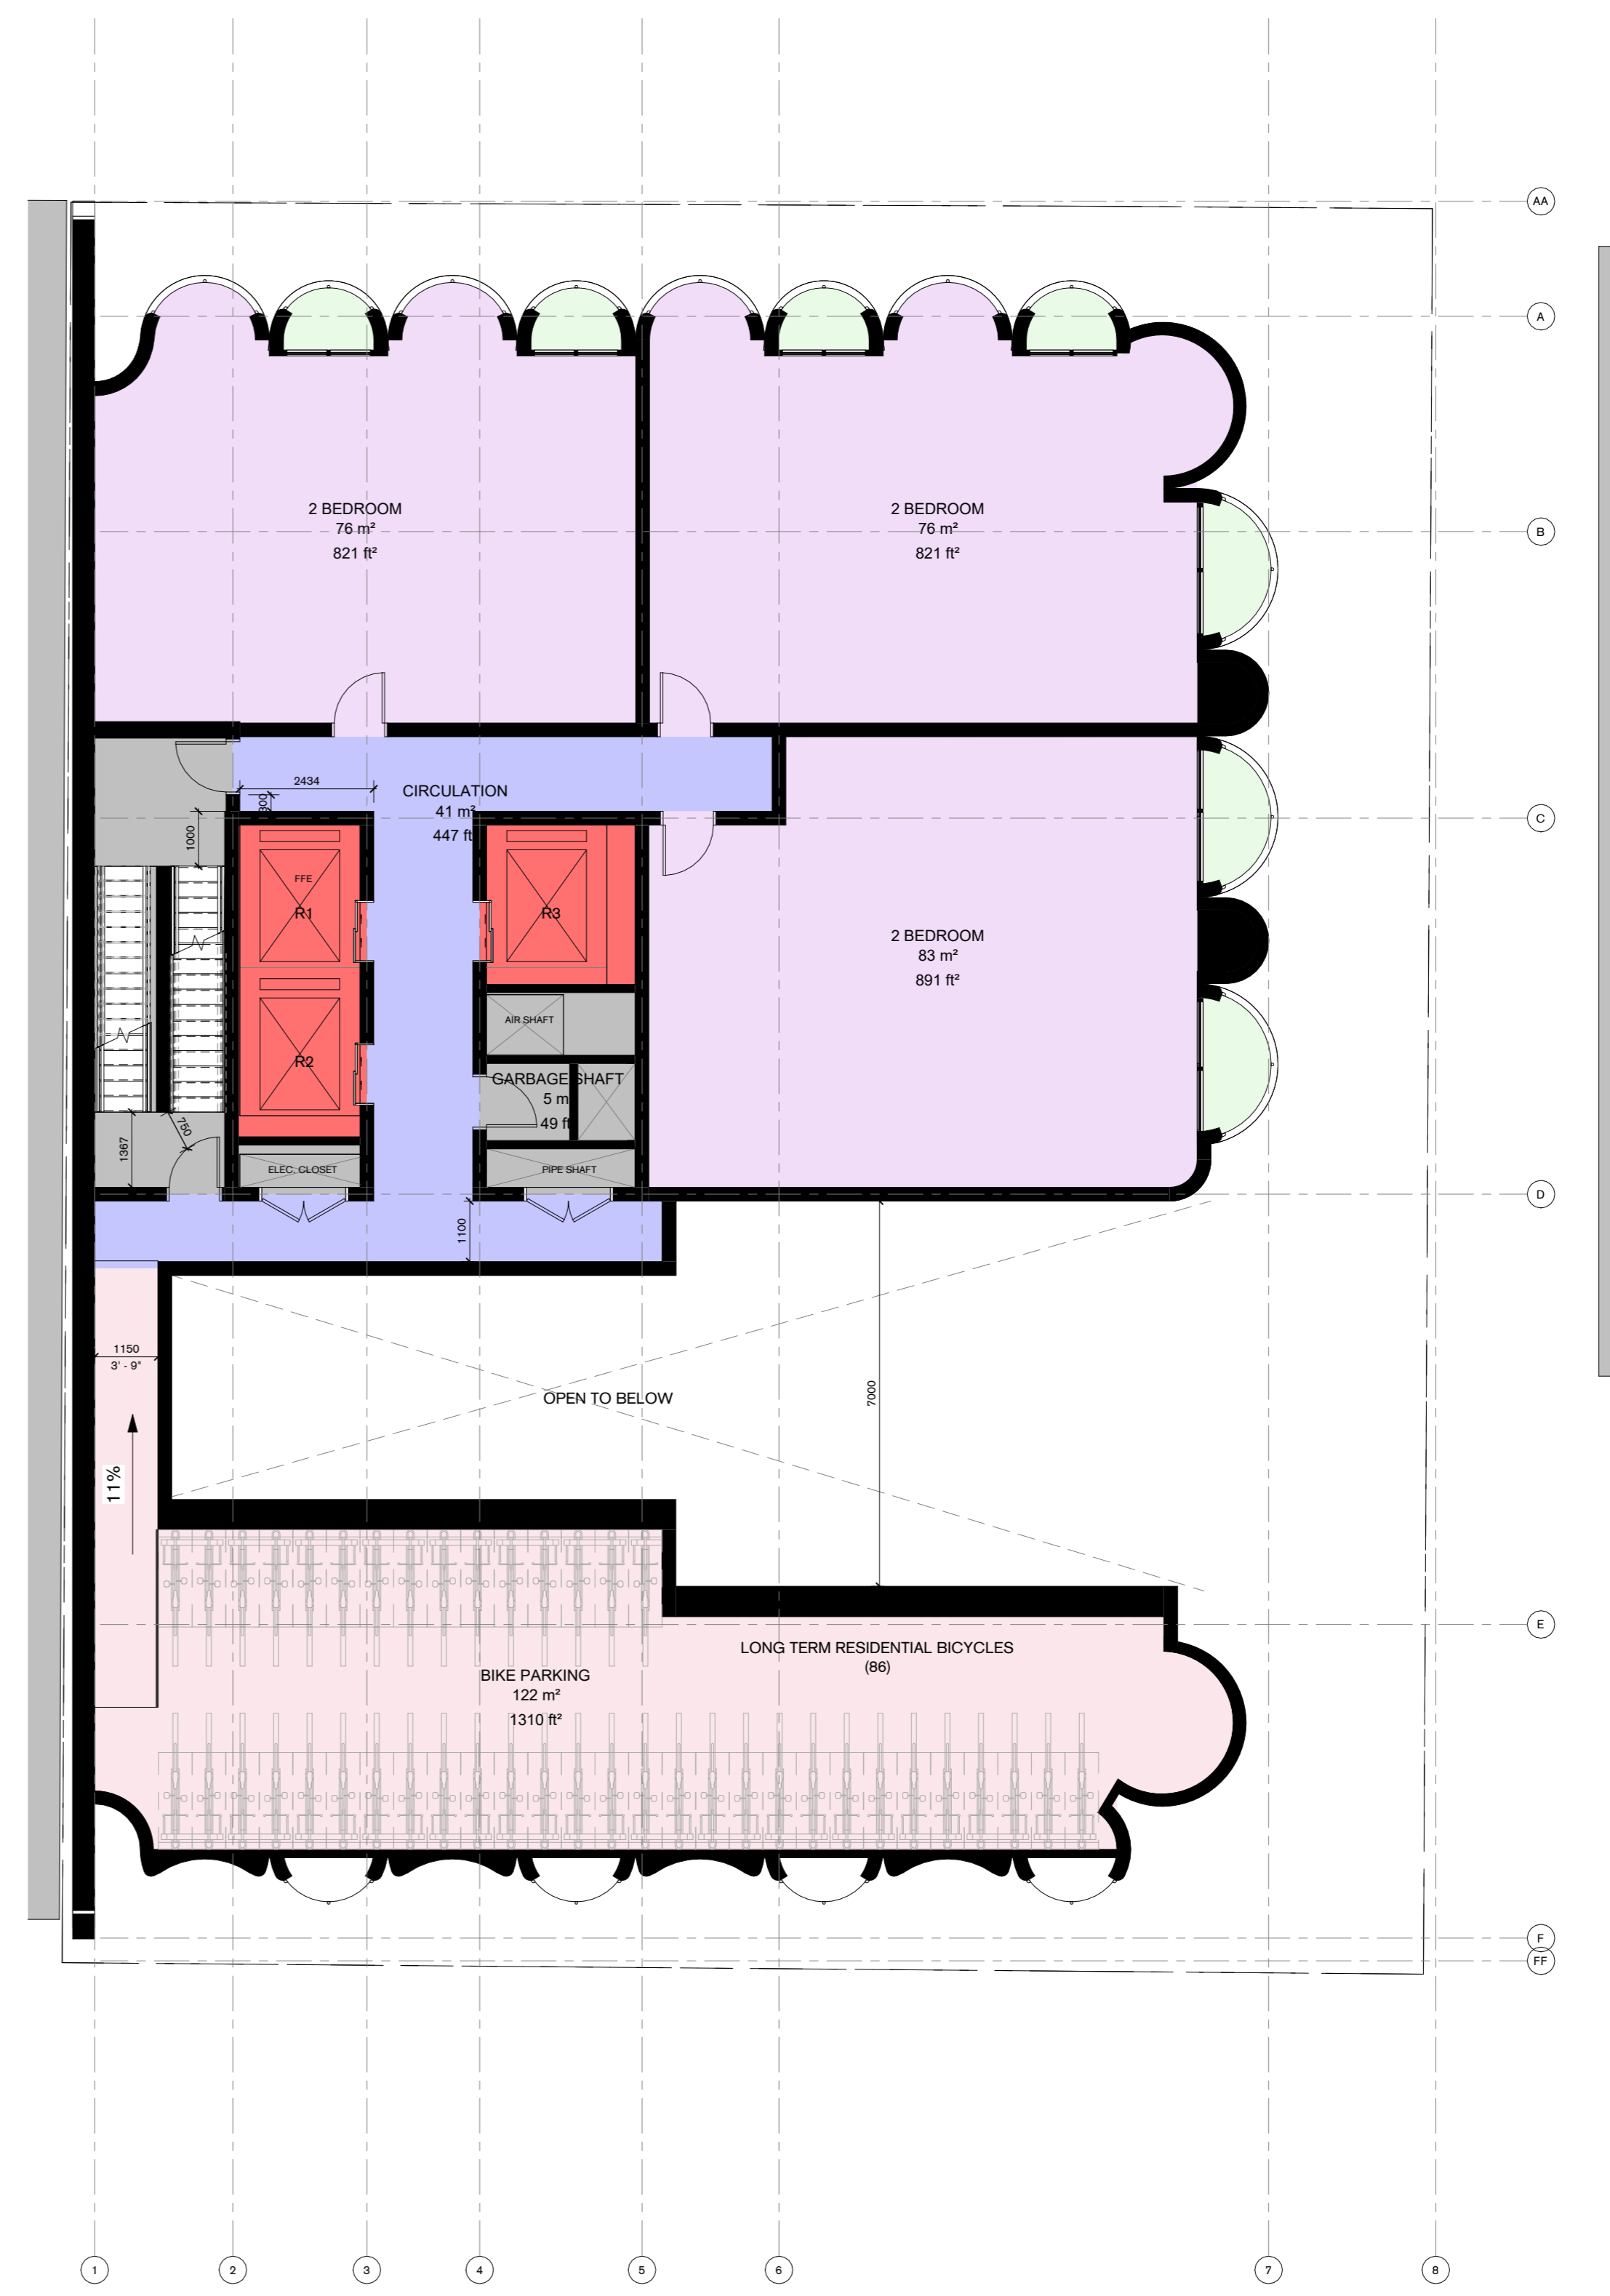 AA
A
2 BEDROOM
76 m²
821 ft²
2 BEDROOM
76 m²
821 ft²
B
2434
CIRCULATION
41 m²
447 ft
1000
C
FFE
R1
R3
2 BEDROOM
83 m²
891 ft²
AIR SHAFT
R2
GARBAGE SHAFT
5 m
49 ft
750
1367
ELEC. CLOSET
PIPE SHAFT
D
1100
1150
3' - 9"
OPEN TO BELOW
7000
11%
E
LONG TERM RESIDENTIAL BICYCLES
(86)
BIKE PARKING
122 m²
1310 ft²
F
FF
1
2
3
4
5
6
7
8